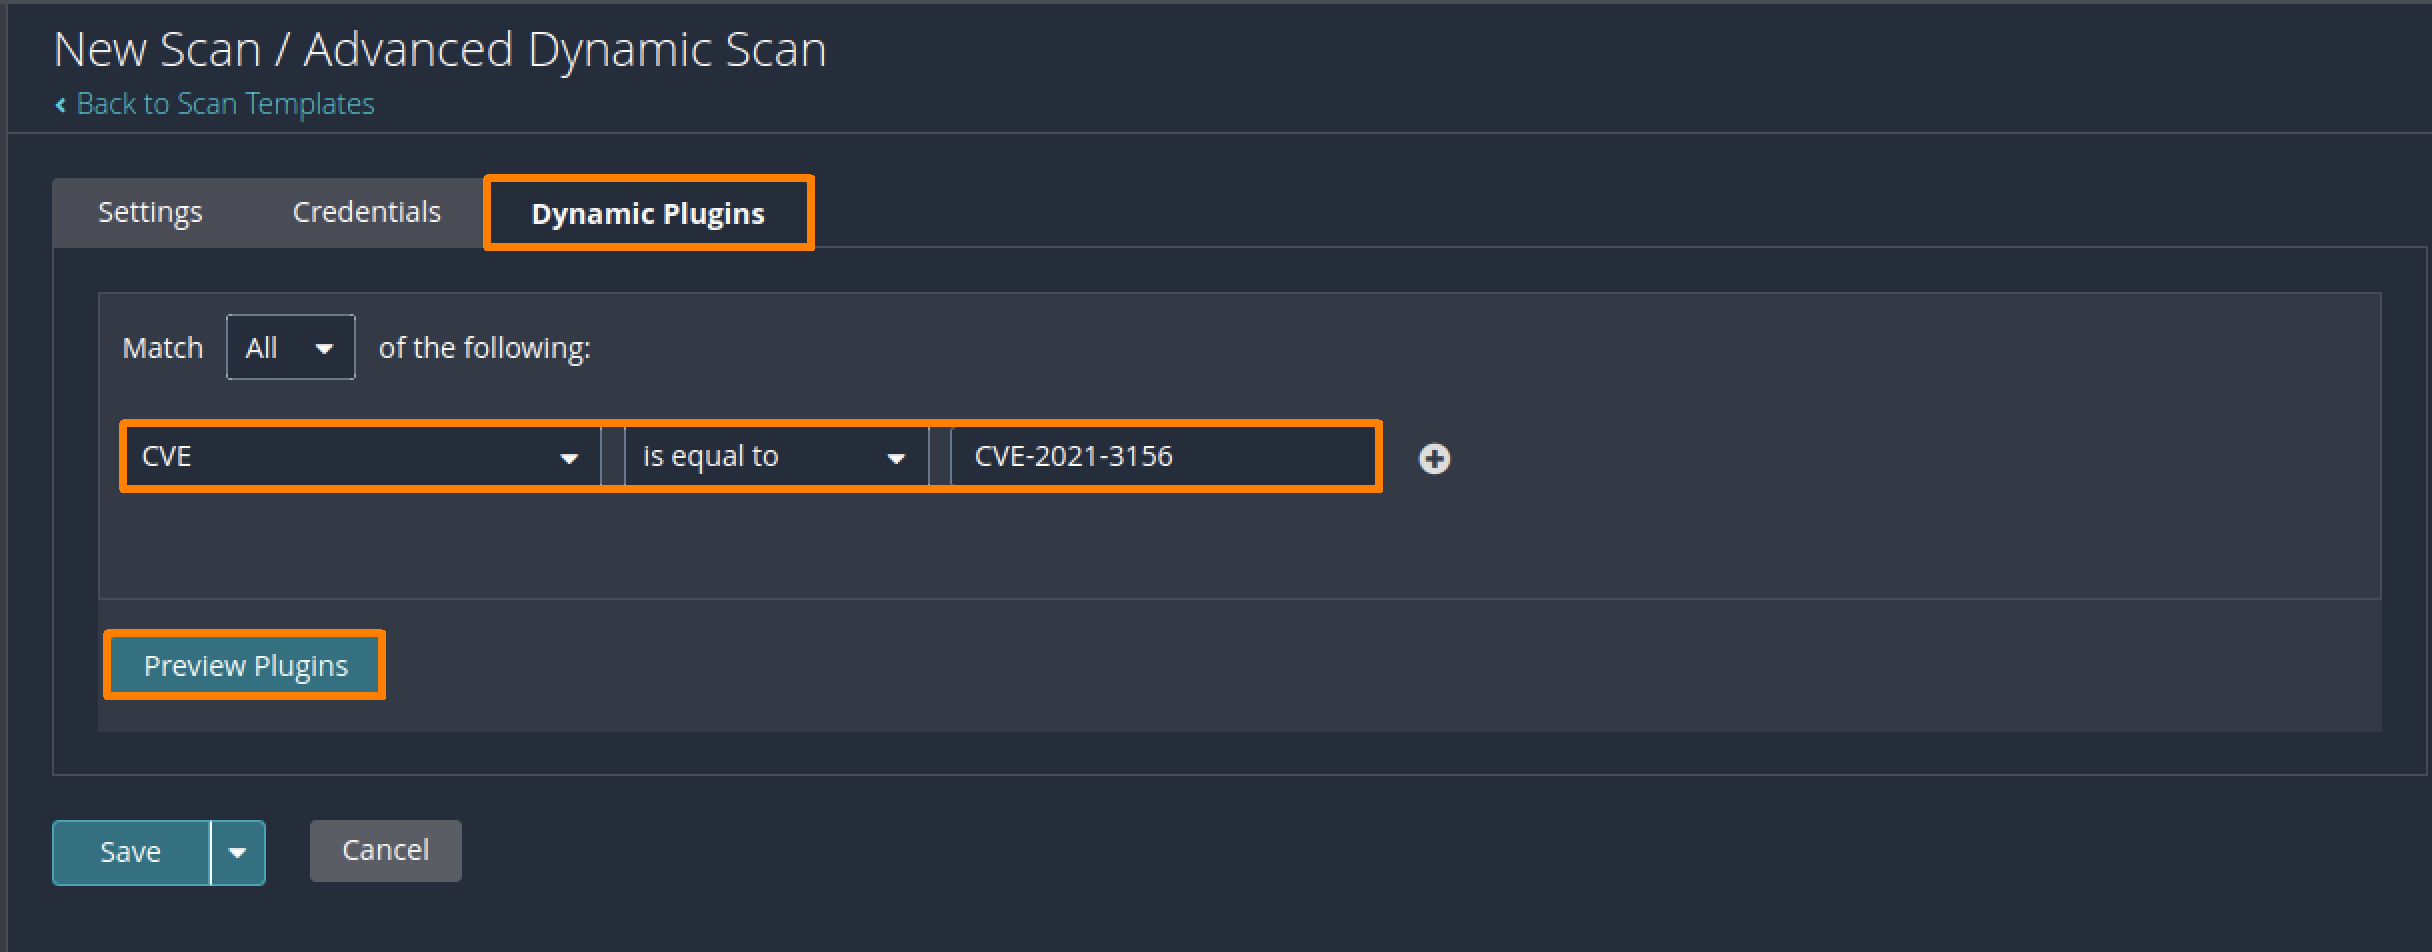 New Scan / Advanced Dynamic Scan
Back to Scan Templates
Settings Credentials Dynamic Plugins
Match All of the following:
CVE is equal to CVE-2021-3156
Preview Plugins
Save Cancel